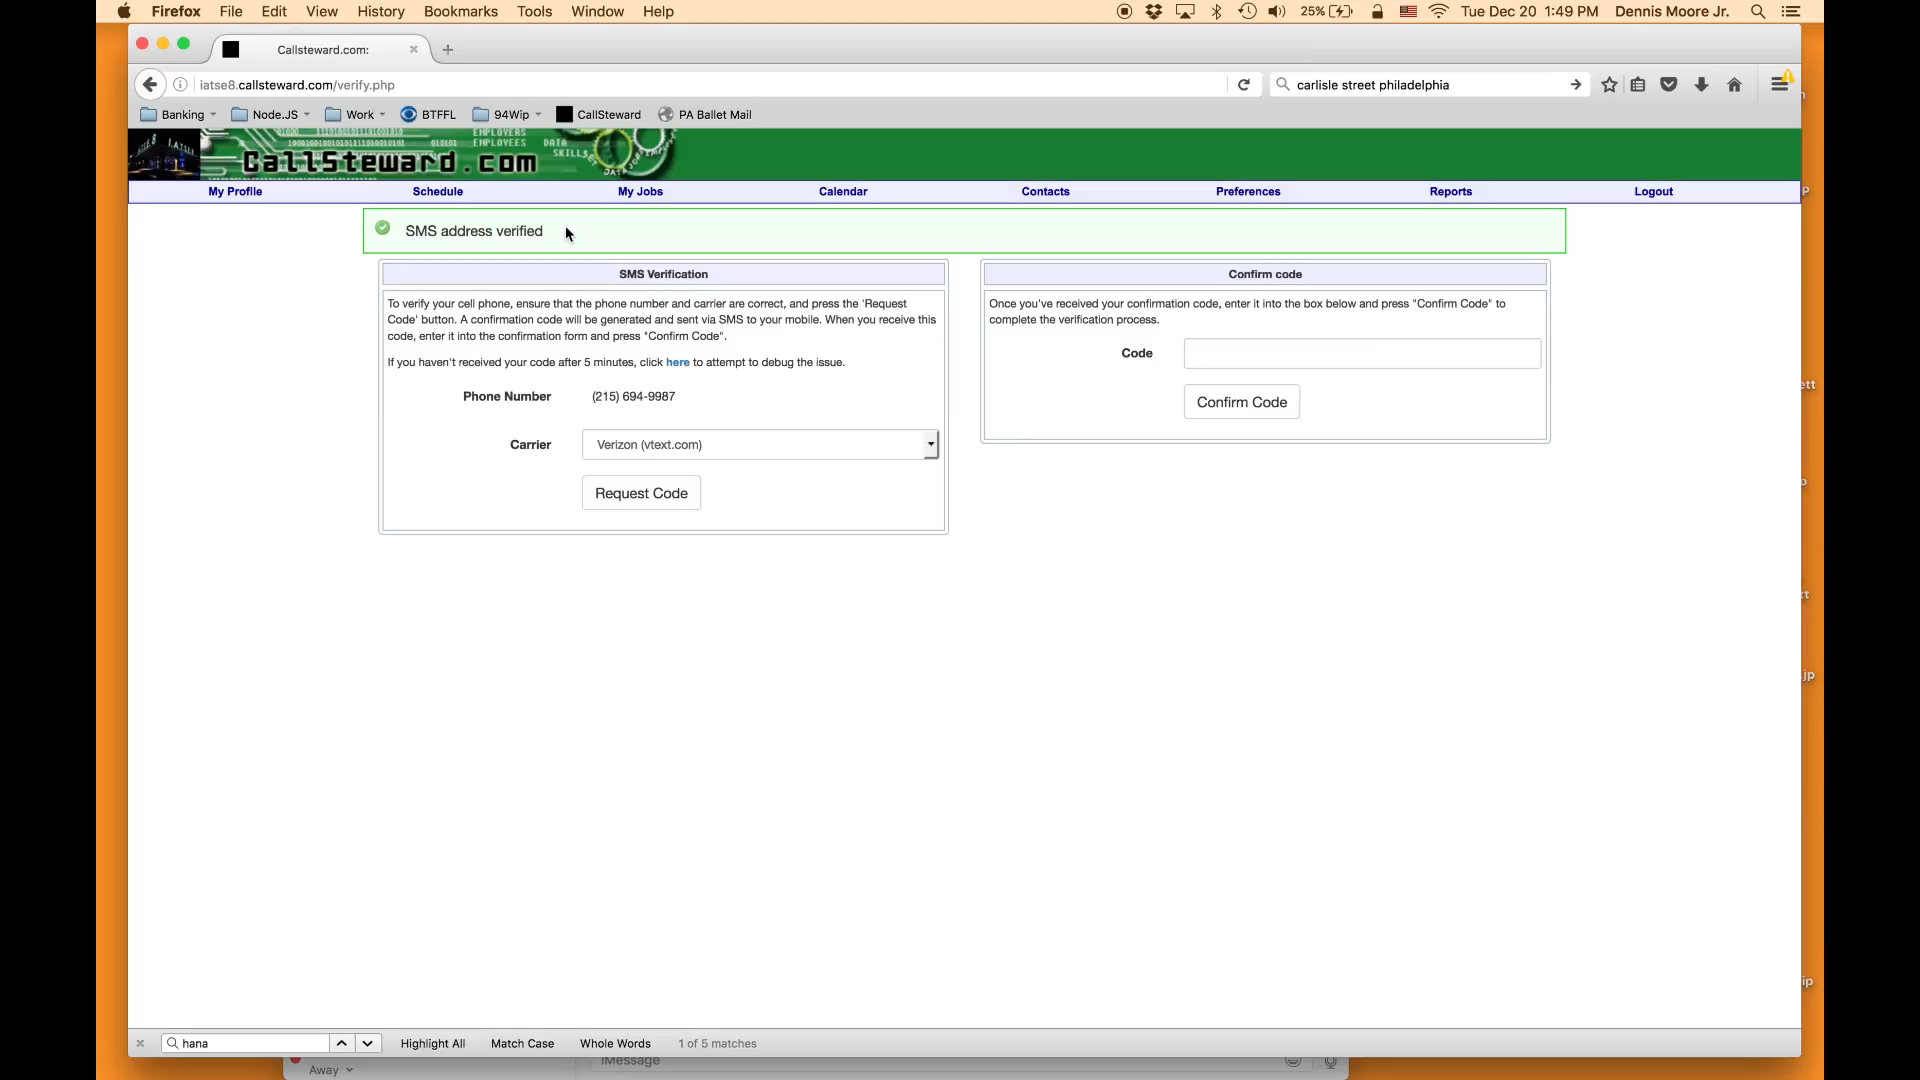 Firefox File Edit View History Bookmarks Tools Window Help 25% Tue Dec 20 1:49 PM Dennis Moore Jr.
Callsteward.com:
iatse8.callsteward.com/verify.php carlisle street philadelphia
Banking Node.JS Work BTFFL 94Wip CallSteward PA Ballet Mail
EMPLOYERS
EMPLOYEES DATA
SKILLS
CallSteward.com
My Profile Schedule My Jobs Calendar Contacts Preferences Reports Logout
SMS address verified
SMS Verification
To verify your cell phone, ensure that the phone number and carrier are correct, and press the 'Request
Code' button. A confirmation code will be generated and sent via SMS to your mobile. When you receive this
code, enter it into the confirmation form and press "Confirm Code".
If you haven't received your code after 5 minutes, click here to attempt to debug the issue.
Phone Number (215) 694-9987
Carrier Verizon (vtext.com)
Request Code
Confirm code
Once you've received your confirmation code, enter it into the box below and press "Confirm Code" to
complete the verification process.
Code
Confirm Code
hana Highlight All Match Case Whole Words 1 of 5 matches
Away iMessage